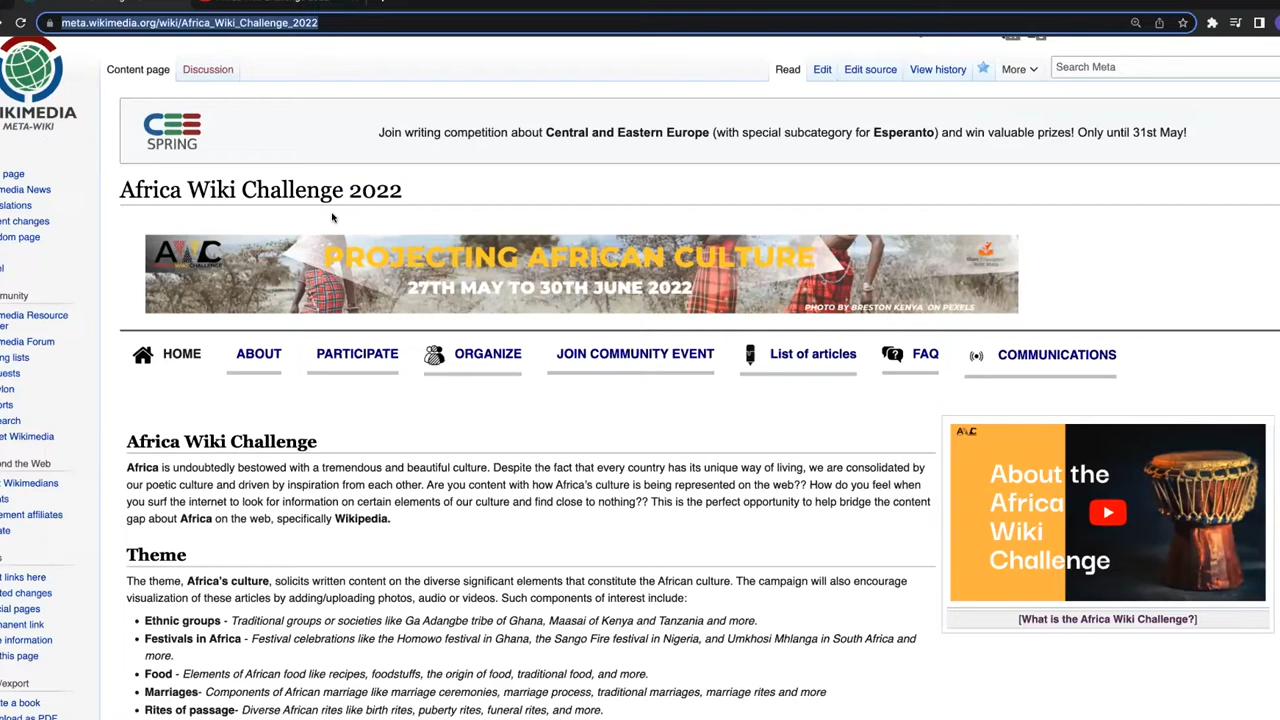 meta.wikimedia.org/wiki/Africa_Wiki_Challenge_2022
IKIMEDIA
META-WIKI
Content page Discussion Read Edit Edit source View history More Search Meta
CEE
SPRING
Join writing competition about Central and Eastern Europe (with special subcategory for Esperanto) and win valuable prizes! Only until 31st May!
Africa Wiki Challenge 2022
AWC
PROJECTING AFRICAN CULTURE
27TH MAY TO 30TH JUNE 2022
PHOTO BY BRESTON KENYA ON PEXELS
HOME ABOUT PARTICIPATE ORGANIZE JOIN COMMUNITY EVENT List of articles FAQ COMMUNICATIONS
Africa Wiki Challenge
Africa is undoubtedly bestowed with a tremendous and beautiful culture. Despite the fact that every country has its unique way of living, we are consolidated by
our poetic culture and driven by inspiration from each other. Are you content with how Africa's culture is being represented on the web?? How do you feel when
you surf the internet to look for information on certain elements of our culture and find close to nothing?? This is the perfect opportunity to help bridge the content
gap about Africa on the web, specifically Wikipedia.
Theme
The theme, Africa's culture, solicits written content on the diverse significant elements that constitute the African culture. The campaign will also encourage
visualization of these articles by adding/uploading photos, audio or videos. Such components of interest include:
• Ethnic groups - Traditional groups or societies like Ga Adangbe tribe of Ghana, Maasai of Kenya and Tanzania and more.
• Festivals in Africa - Festival celebrations like the Homowo festival in Ghana, the Sango Fire festival in Nigeria, and Umkhosi Mhlanga in South Africa and
more.
• Food - Elements of African food like recipes, foodstuffs, the origin of food, traditional food, and more.
• Marriages- Components of African marriage like marriage ceremonies, marriage process, traditional marriages, marriage rites and more
• Rites of passage- Diverse African rites like birth rites, puberty rites, funeral rites, and more.
AWC
About the
Africa
Wiki
Challenge
[What is the Africa Wiki Challenge?]
page
media News
slations
ent changes
dom page
el
munity
media Resource
er
media Forum
ng lists
uests
ylon
orts
earch
et Wikimedia
ond the Web
t Wikimedians
nts
ement affiliates
ate
s
t links here
ted changes
cial pages
manent link
e information
this page
/export
te a book
nload as PDF